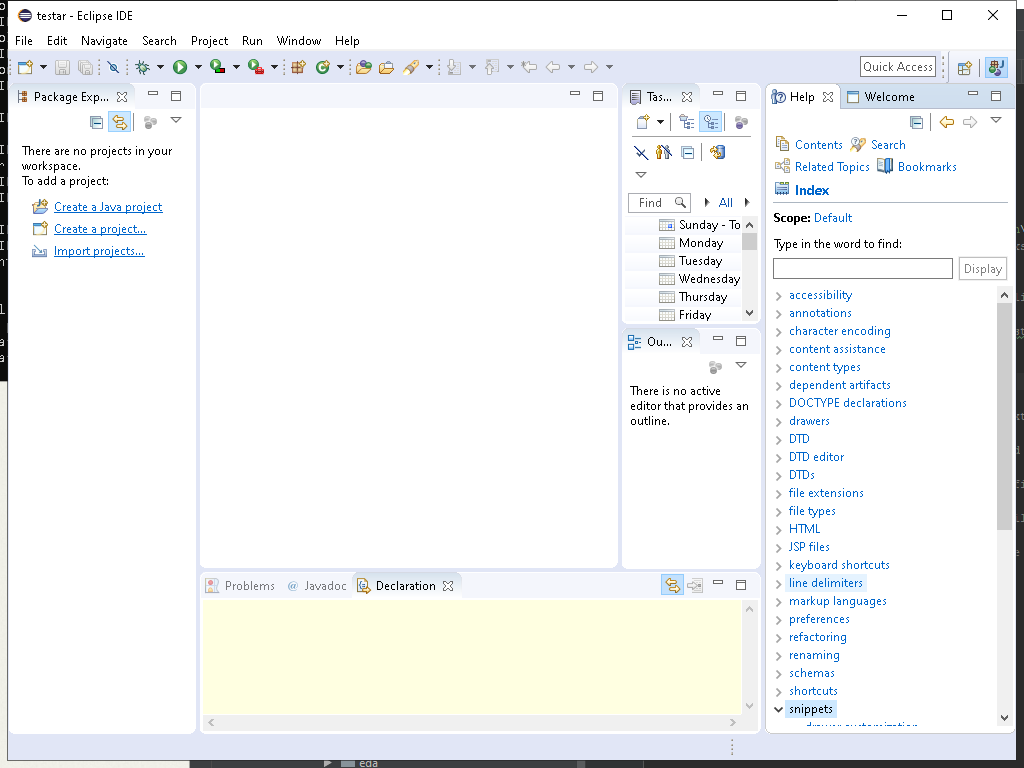 testar - Eclipse IDE
File Edit Navigate Search Project Run Window Help
Quick Access
Package Exp...
There are no projects in your
workspace.
To add a project:
Create a Java project
Create a project...
Import projects...
Tas...
Find
All
Sunday - To
Monday
Tuesday
Wednesday
Thursday
Friday
Ou...
There is no active
editor that provides an
outline.
Problems @ Javadoc Declaration
Help Welcome
Contents Search
Related Topics Bookmarks
Index
Scope: Default
Type in the word to find:
Display
accessibility
annotations
character encoding
content assistance
content types
dependent artifacts
DOCTYPE declarations
drawers
DTD
DTD editor
DTDs
file extensions
file types
HTML
JSP files
keyboard shortcuts
line delimiters
markup languages
preferences
refactoring
renaming
schemas
shortcuts
snippets
drawer customization
eda